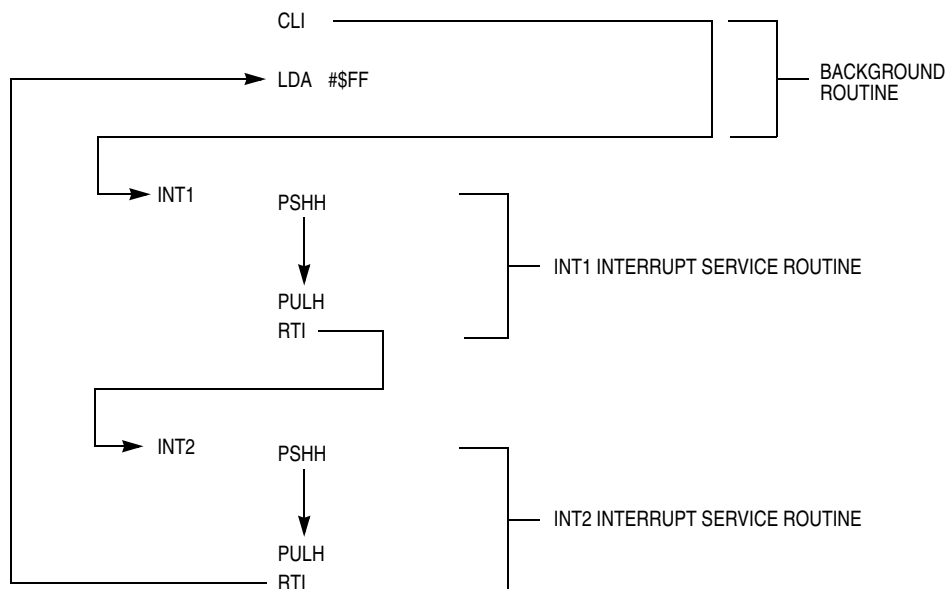 CLI
LDA #$FF
BACKGROUND
ROUTINE
INT1
PSHH
INT1 INTERRUPT SERVICE ROUTINE
PULH
RTI
INT2
PSHH
INT2 INTERRUPT SERVICE ROUTINE
PULH
RTI